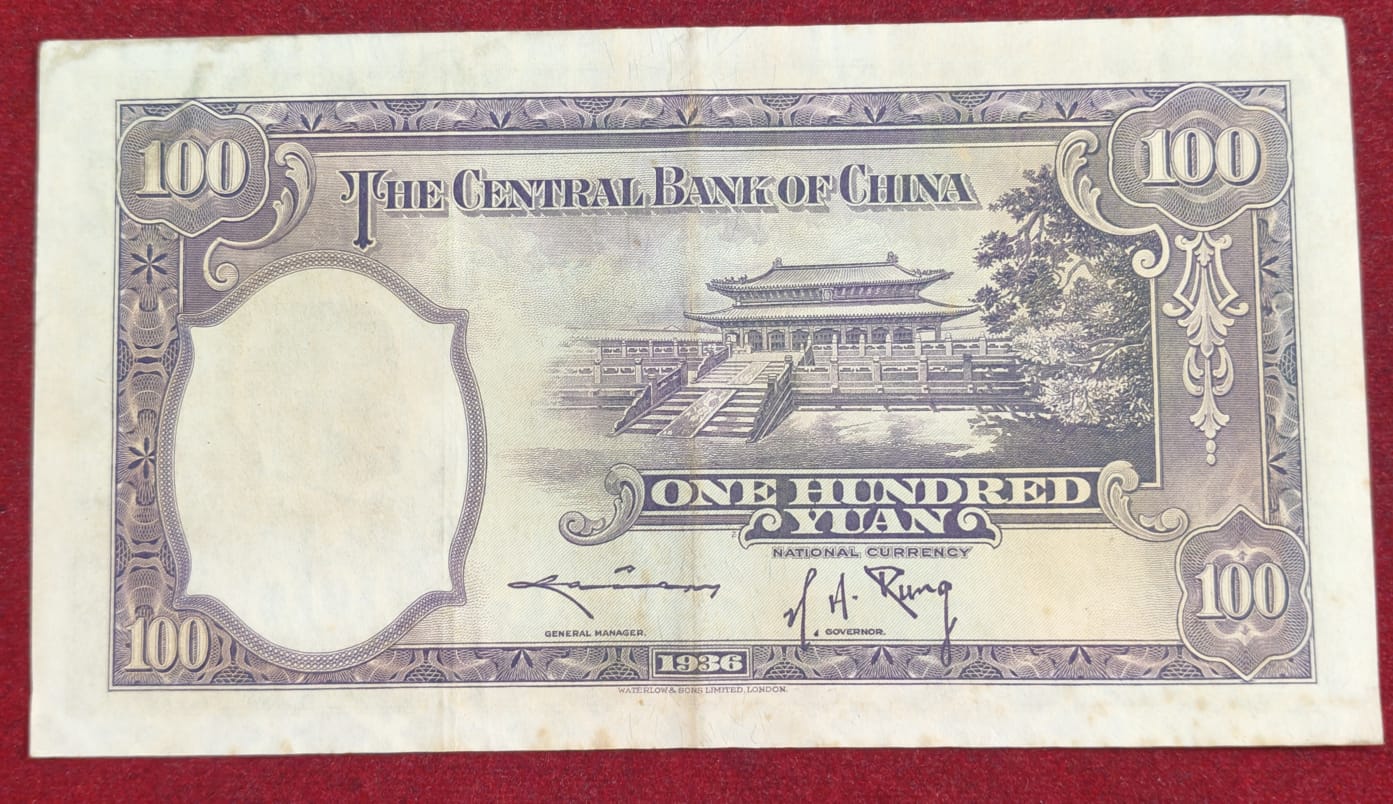 100
100
THE CENTRAL BANK OF CHINA
ONE HUNDRED
YUAN
NATIONAL CURRENCY
H. H. Kung
GENERAL MANAGER.
GOVERNOR.
100
100
1936
WATERLOW & SONS LIMITED, LONDON.